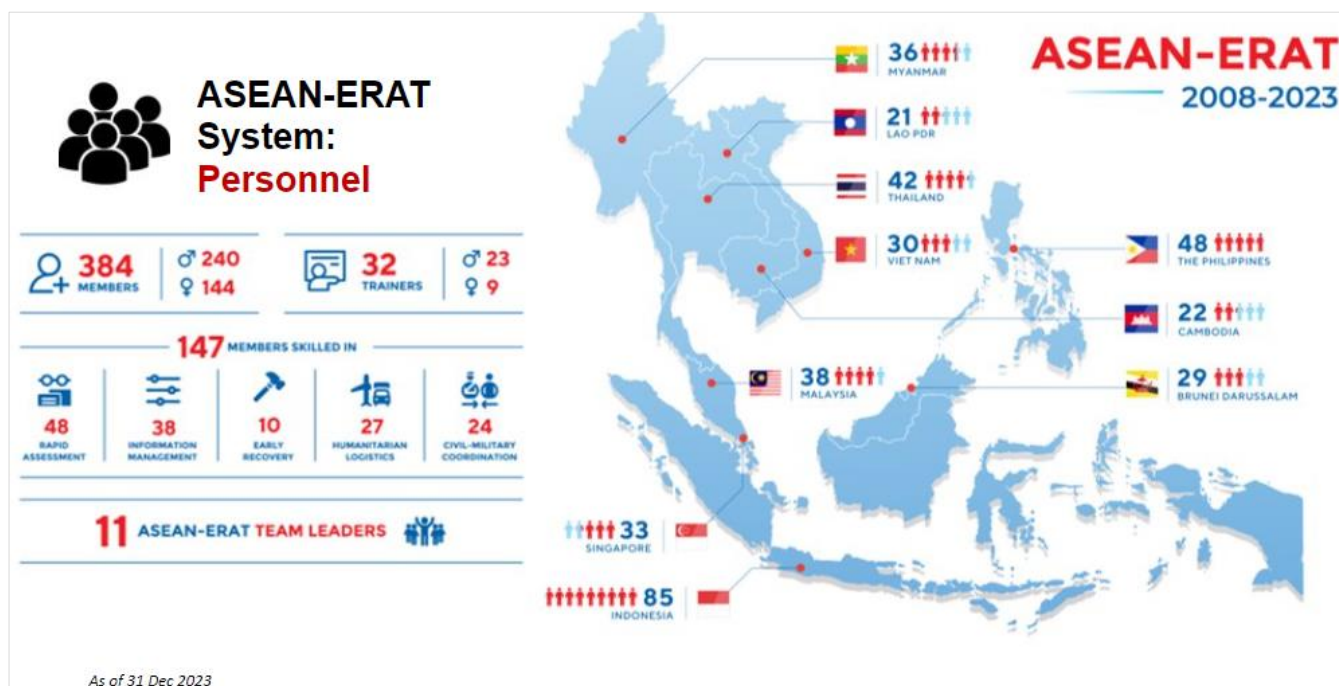 ASEAN-ERAT
System:
Personnel
384
MEMBERS
♂ 240
♀ 144
32
TRAINERS
♂ 23
♀ 9
147 MEMBERS SKILLED IN
48
RAPID
ASSESSMENT
38
INFORMATION
MANAGEMENT
10
EARLY
RECOVERY
27
HUMANITARIAN
LOGISTICS
24
CIVIL-MILITARY
COORDINATION
11 ASEAN-ERAT TEAM LEADERS
As of 31 Dec 2023
ASEAN-ERAT
2008-2023
36
MYANMAR
21
LAO PDR
42
THAILAND
30
VIET NAM
48
THE PHILIPPINES
22
CAMBODIA
38
MALAYSIA
29
BRUNEI DARUSSALAM
33
SINGAPORE
85
INDONESIA